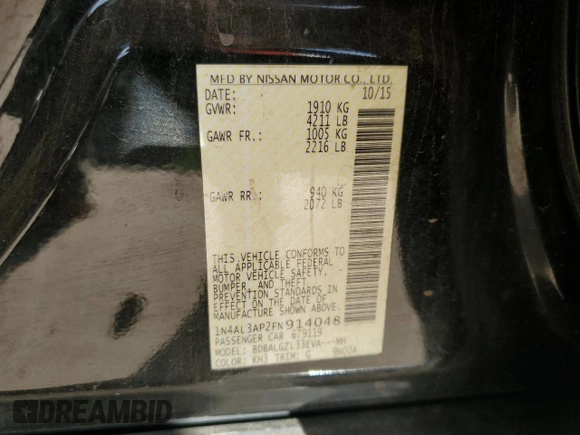 MFD BY NISSAN MOTOR CO., LTD.
DATE: 10/15
GVWR: 1910 KG
4211 LB
GAWR FR.: 1005 KG
2216 LB
GAWR RR.: 940 KG
2072 LB
THIS VEHICLE CONFORMS TO
ALL APPLICABLE FEDERAL
MOTOR VEHICLE SAFETY,
BUMPER, AND THEFT
PREVENTION STANDARDS IN
EFFECT ON THE DATE OF
MANUFACTURE SHOWN ABOVE.
1N4AL3AP2FN914048
PASSENGER CAR 679119
MODEL: BDBALGZL33EVA---MH
COLOR: KH3 TRIM: G
DREAMBID